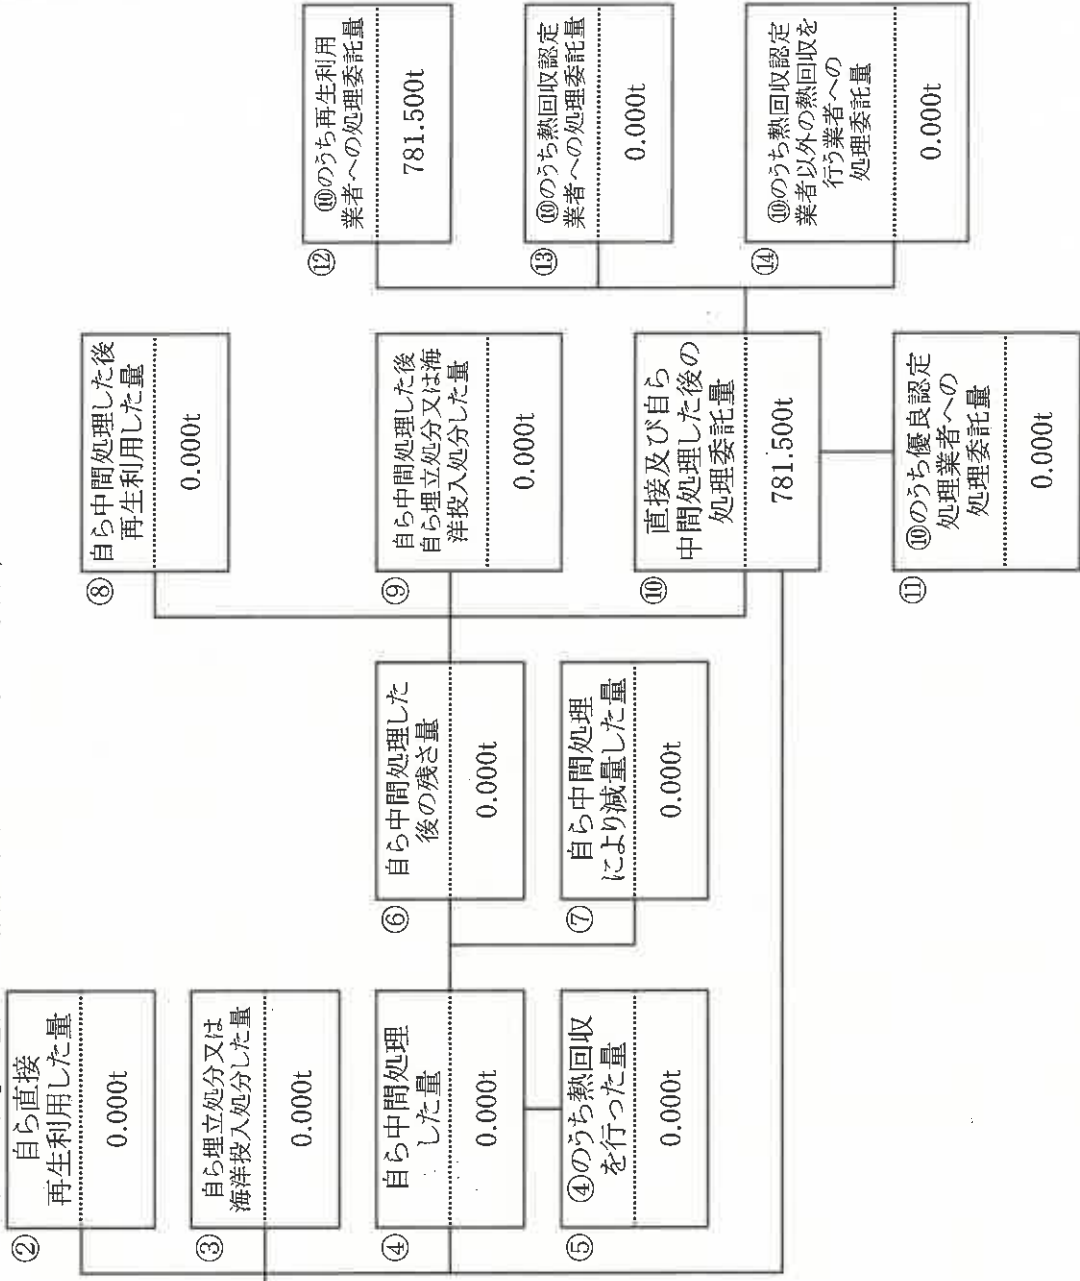 ②
自ら直接
再生利用した量
0.000t
③
自ら埋立処分又は
海洋投入処分した量
0.000t
④
自ら中間処理
した量
0.000t
⑤
④のうち熱回収
を行った量
0.000t
⑥
自ら中間処理した
後の残さ量
0.000t
⑦
自ら中間処理
により減量した量
0.000t
⑧
自ら中間処理した後
再生利用した量
0.000t
⑨
自ら中間処理した後
自ら埋立処分又は海
洋投入処分した量
0.000t
⑩
直接及び自ら
中間処理した後の
処理委託量
781.500t
⑪
⑩のうち優良認定
処理業者への
処理委託量
0.000t
⑫
⑩のうち再生利用
業者への処理委託量
781.500t
⑬
⑩のうち熱回収認定
業者への処理委託量
0.000t
⑭
⑩のうち熱回収認定
業者以外の熱回収を
行う業者への
処理委託量
0.000t